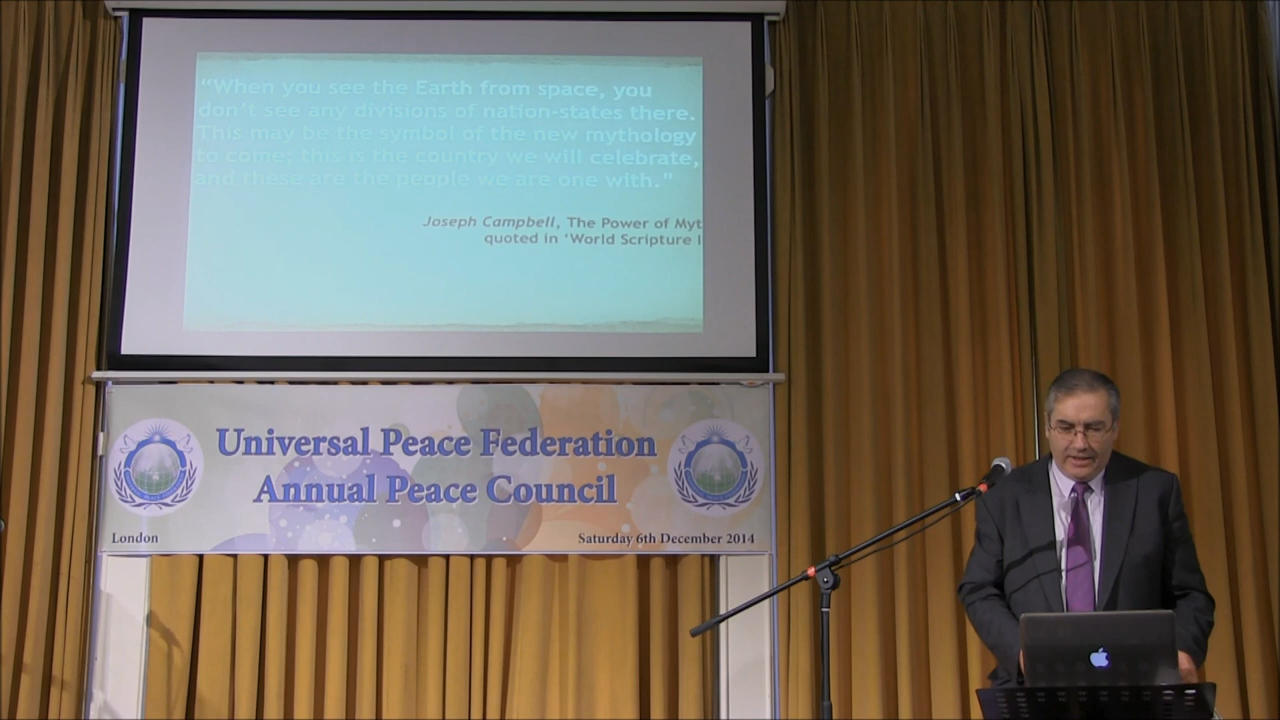 “When you see the Earth from space, you
don’t see any divisions of nation-states there.
This may be the symbol of the new mythology
to come; this is the country we will celebrate,
and these are the people we are one with."
Joseph Campbell, The Power of Myt
quoted in ‘World Scripture I
Universal Peace Federation
Annual Peace Council
London
Saturday 6th December 2014